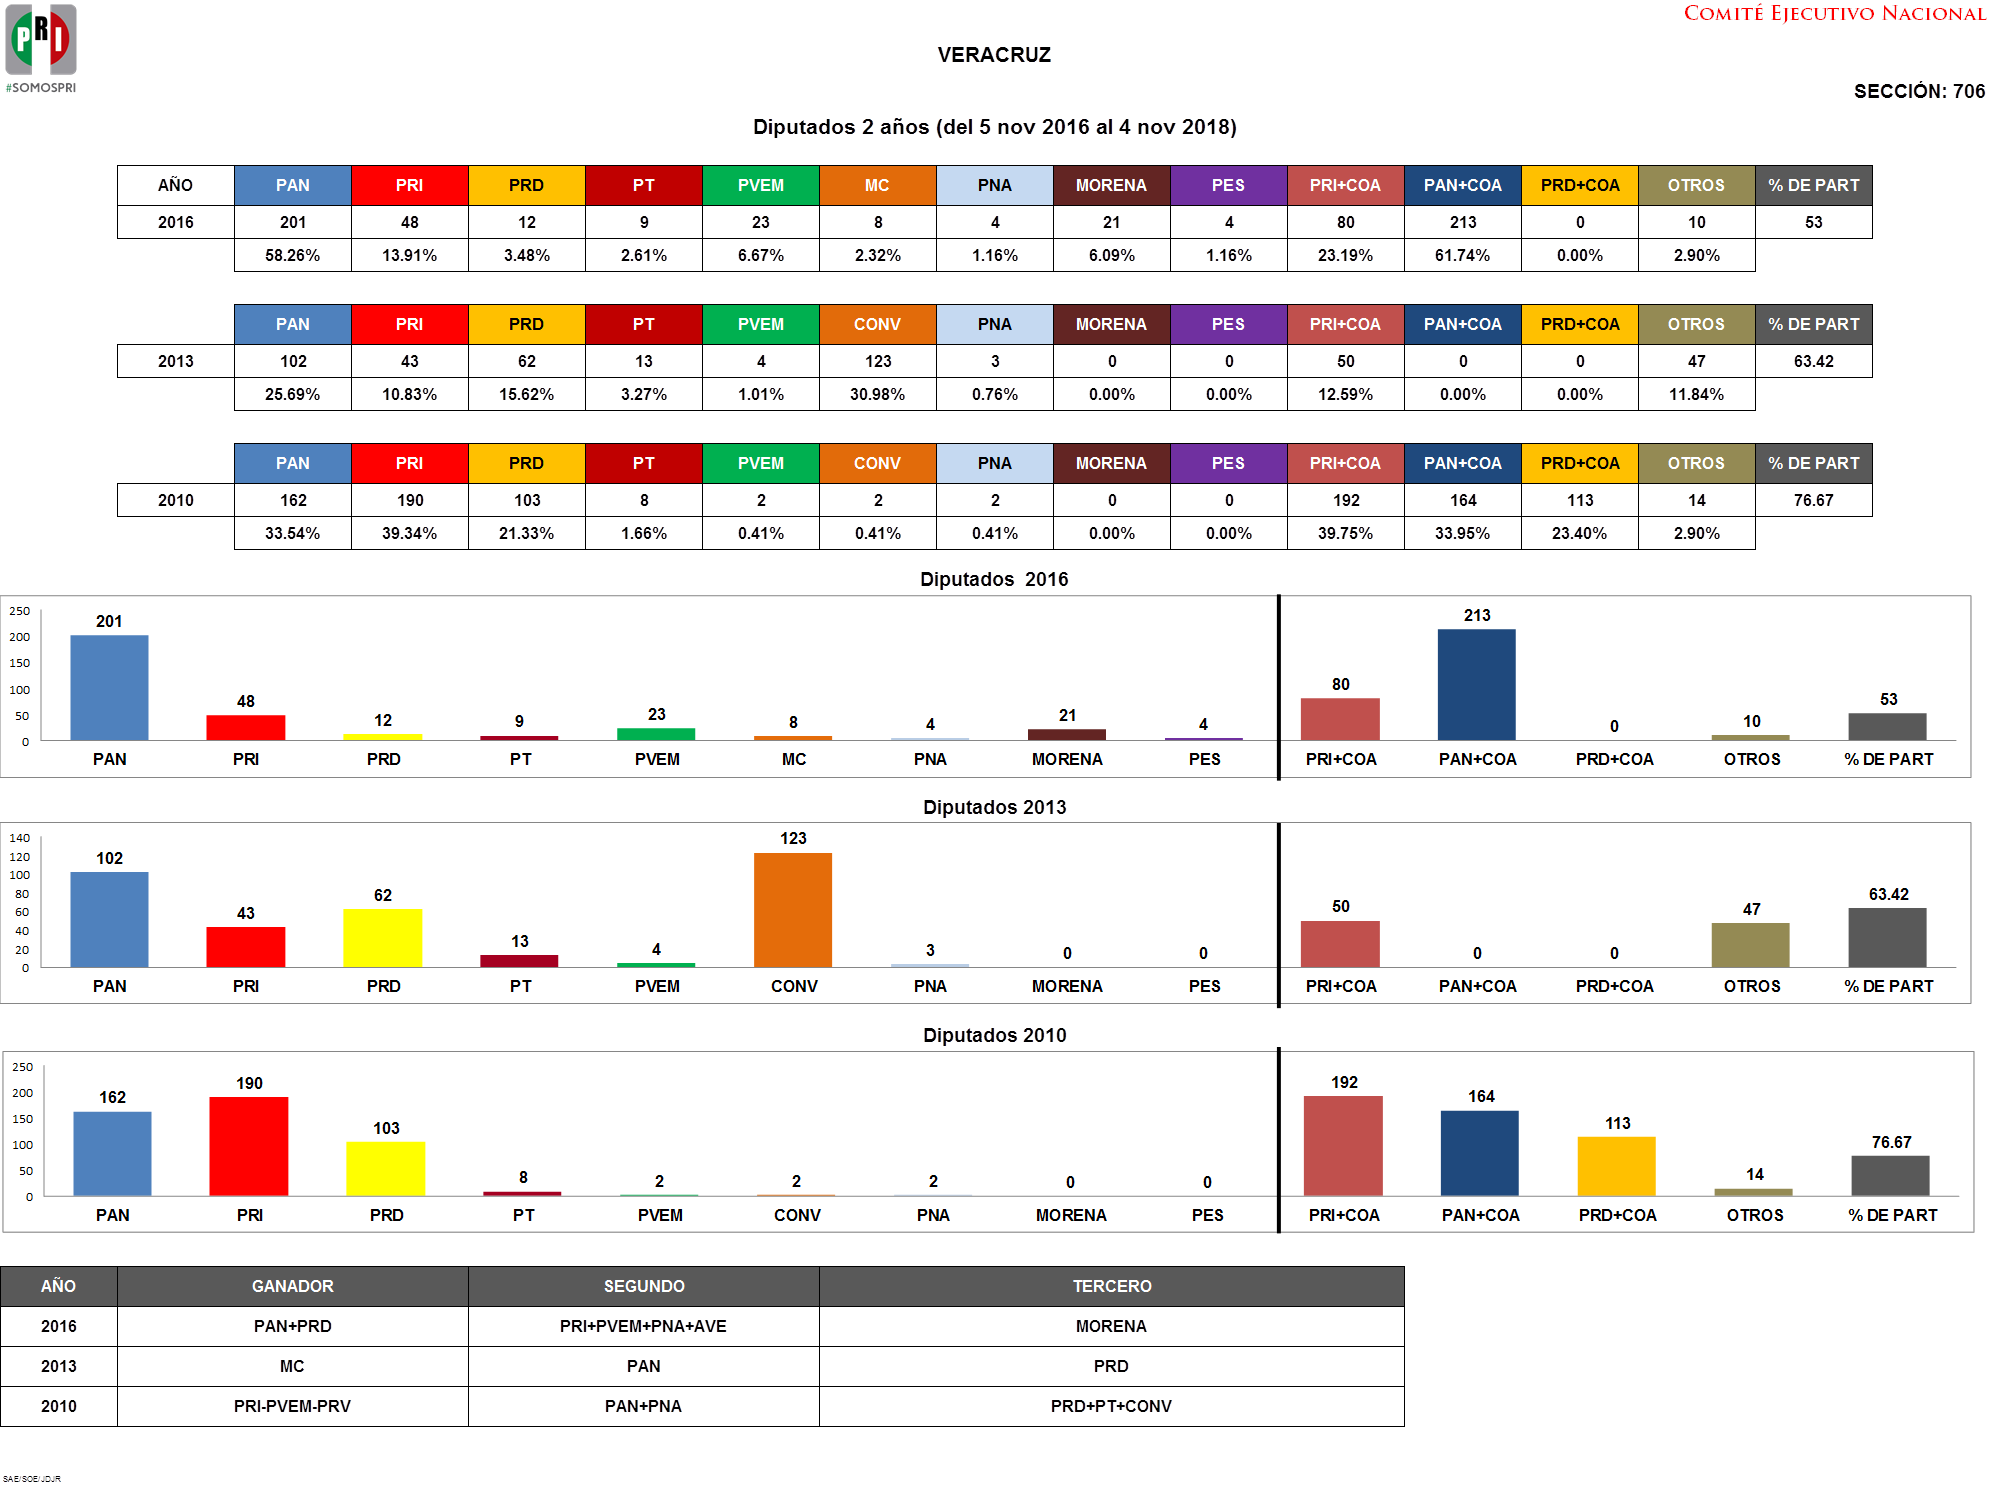 PRI
#SOMOSPRI
COMITÉ EJECUTIVO NACIONAL
VERACRUZ
SECCIÓN: 706
Diputados 2 años (del 5 nov 2016 al 4 nov 2018)
AÑO PAN PRI PRD PT PVEM MC PNA MORENA PES PRI+COA PAN+COA PRD+COA OTROS % DE PART
2016 201 48 12 9 23 8 4 21 4 80 213 0 10 53
58.26% 13.91% 3.48% 2.61% 6.67% 2.32% 1.16% 6.09% 1.16% 23.19% 61.74% 0.00% 2.90%
PAN PRI PRD PT PVEM CONV PNA MORENA PES PRI+COA PAN+COA PRD+COA OTROS % DE PART
2013 102 43 62 13 4 123 3 0 0 50 0 0 47 63.42
25.69% 10.83% 15.62% 3.27% 1.01% 30.98% 0.76% 0.00% 0.00% 12.59% 0.00% 0.00% 11.84%
PAN PRI PRD PT PVEM CONV PNA MORENA PES PRI+COA PAN+COA PRD+COA OTROS % DE PART
2010 162 190 103 8 2 2 2 0 0 192 164 113 14 76.67
33.54% 39.34% 21.33% 1.66% 0.41% 0.41% 0.41% 0.00% 0.00% 39.75% 33.95% 23.40% 2.90%
Diputados 2016
250
200
150
100
50
0
201 48 12 9 23 8 4 21 4 80 213 0 10 53
PAN PRI PRD PT PVEM MC PNA MORENA PES PRI+COA PAN+COA PRD+COA OTROS % DE PART
Diputados 2013
140
120
100
80
60
40
20
0
102 43 62 13 4 123 3 0 0 50 0 0 47 63.42
PAN PRI PRD PT PVEM CONV PNA MORENA PES PRI+COA PAN+COA PRD+COA OTROS % DE PART
Diputados 2010
250
200
150
100
50
0
162 190 103 8 2 2 2 0 0 192 164 113 14 76.67
PAN PRI PRD PT PVEM CONV PNA MORENA PES PRI+COA PAN+COA PRD+COA OTROS % DE PART
AÑO GANADOR SEGUNDO TERCERO
2016 PAN+PRD PRI+PVEM+PNA+AVE MORENA
2013 MC PAN PRD
2010 PRI-PVEM-PRV PAN+PNA PRD+PT+CONV
SAE/SOE/JDJR